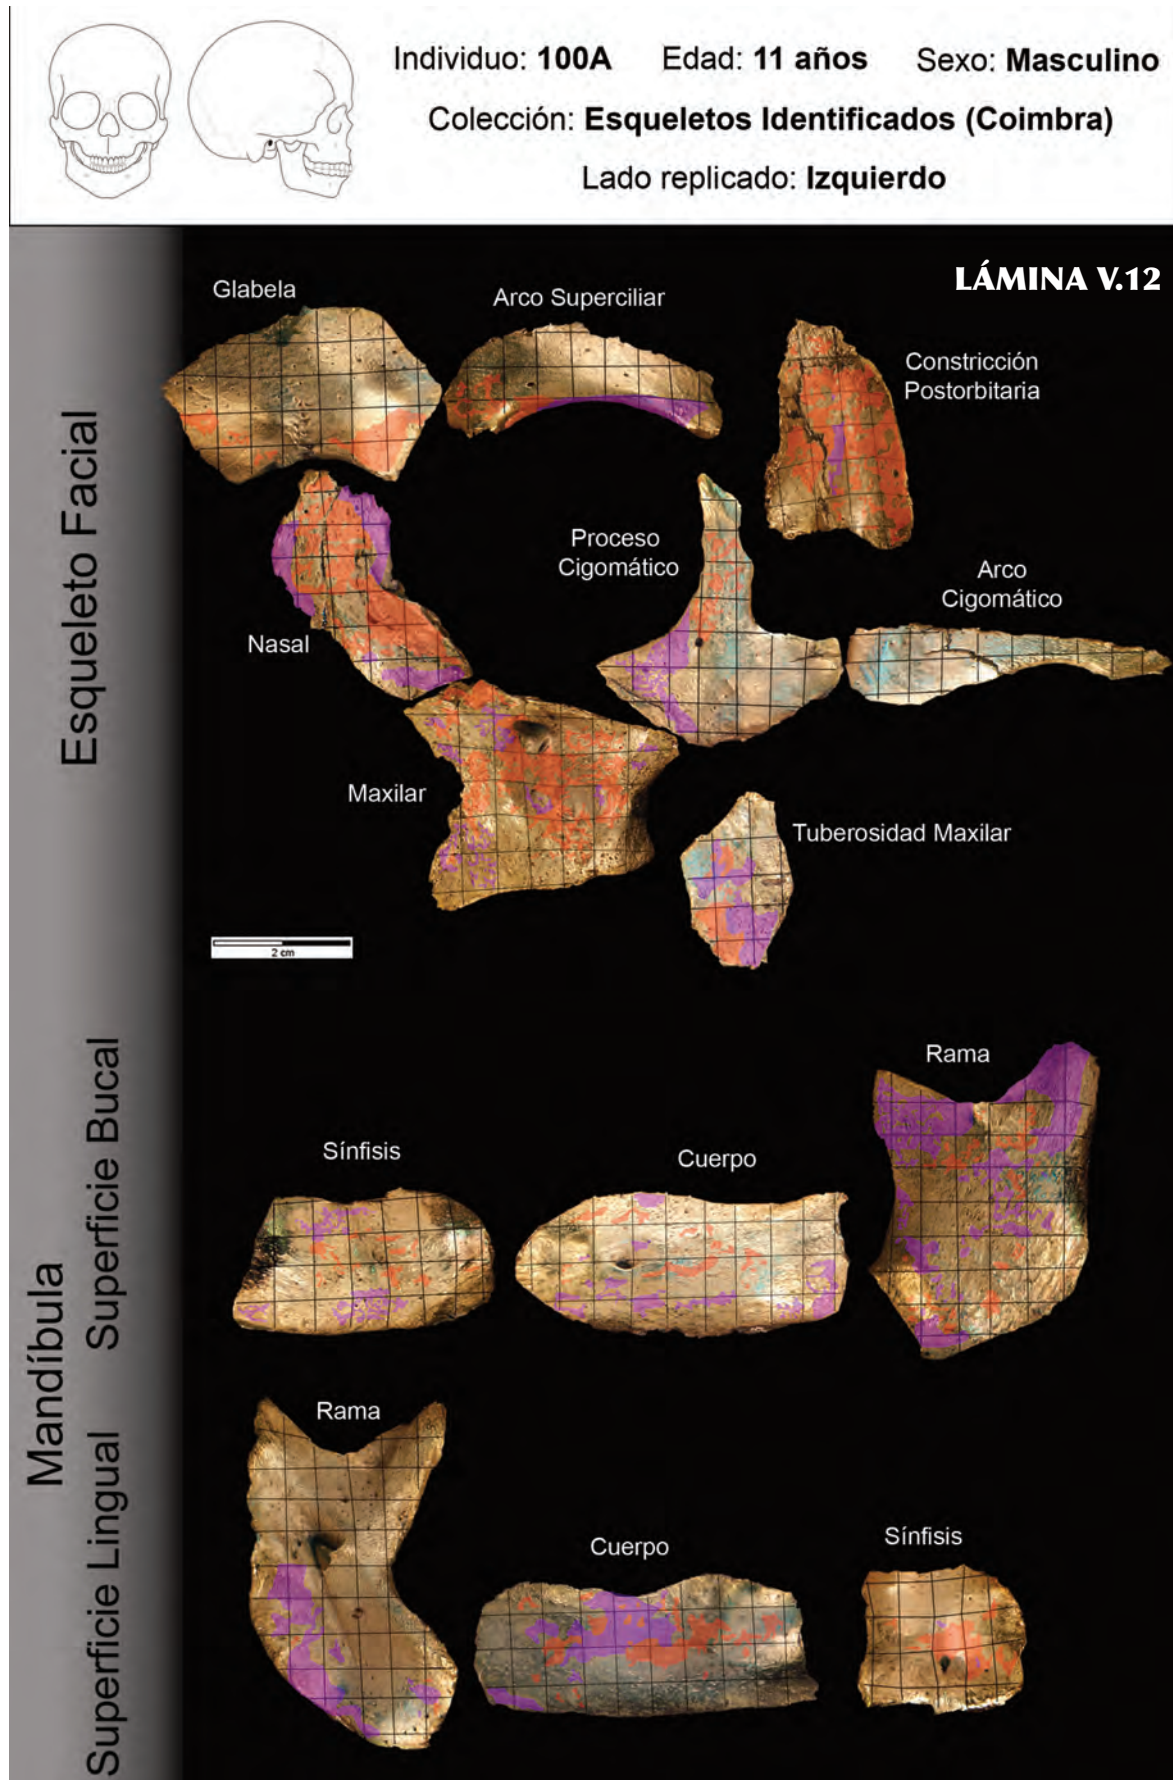 Individuo: 100A Edad: 11 años Sexo: Masculino
Colección: Esqueletos Identificados (Coimbra)
Lado replicado: Izquierdo
LÁMINA V.12
Esqueleto Facial
Glabela
Arco Superciliar
Constricción
Postorbitaria
Proceso
Cigomático
Arco
Cigomático
Nasal
Maxilar
Tuberosidad Maxilar
2 cm
Mandíbula
Superficie Bucal
Rama
Sínfisis
Cuerpo
Superficie Lingual
Rama
Cuerpo
Sínfisis